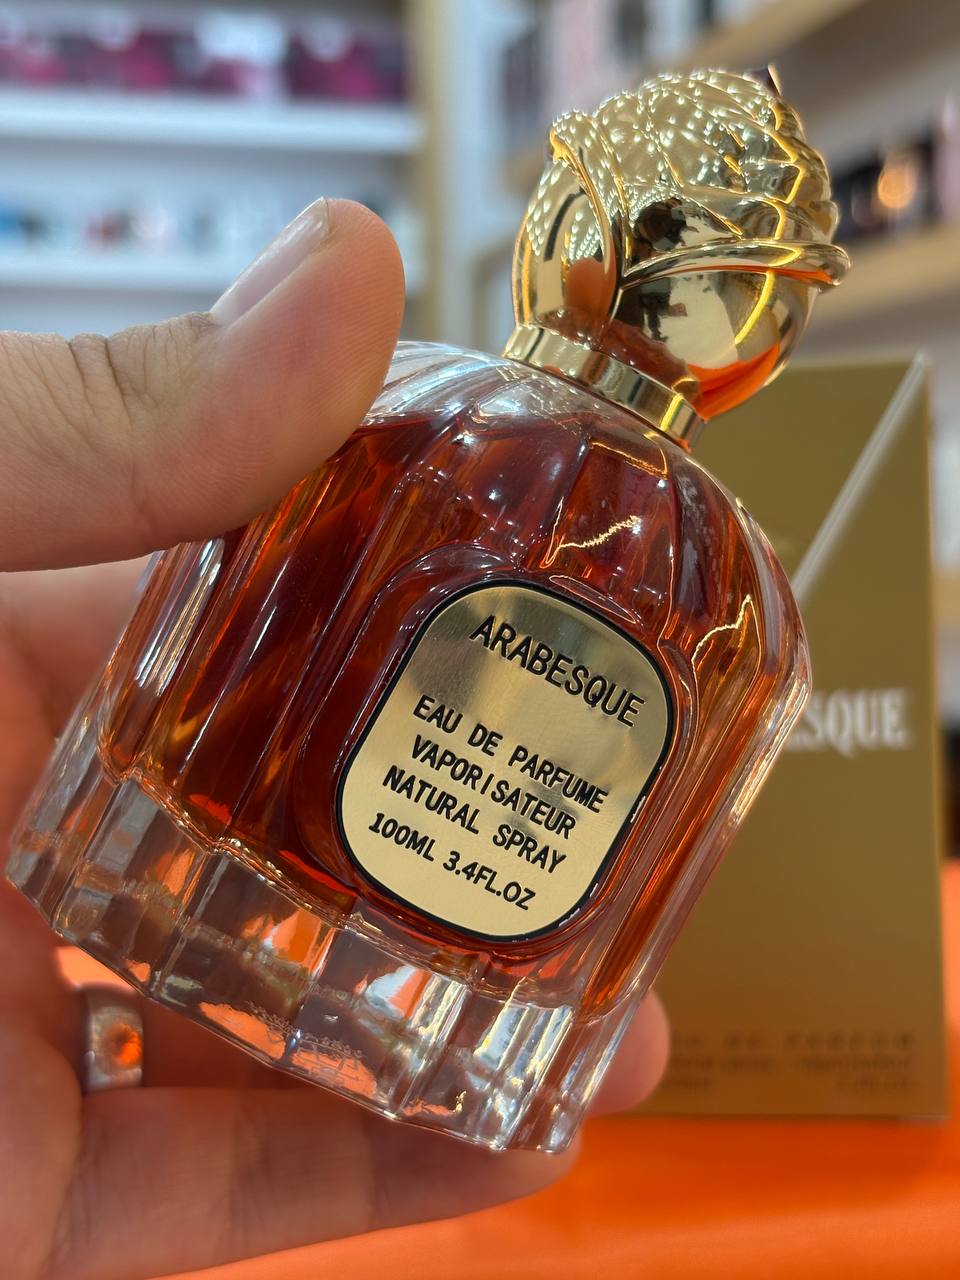 ARABESQUE
EAU DE PARFUME
VAPORISATEUR
NATURAL SPRAY
100ML 3.4FL.OZ
ESQUE